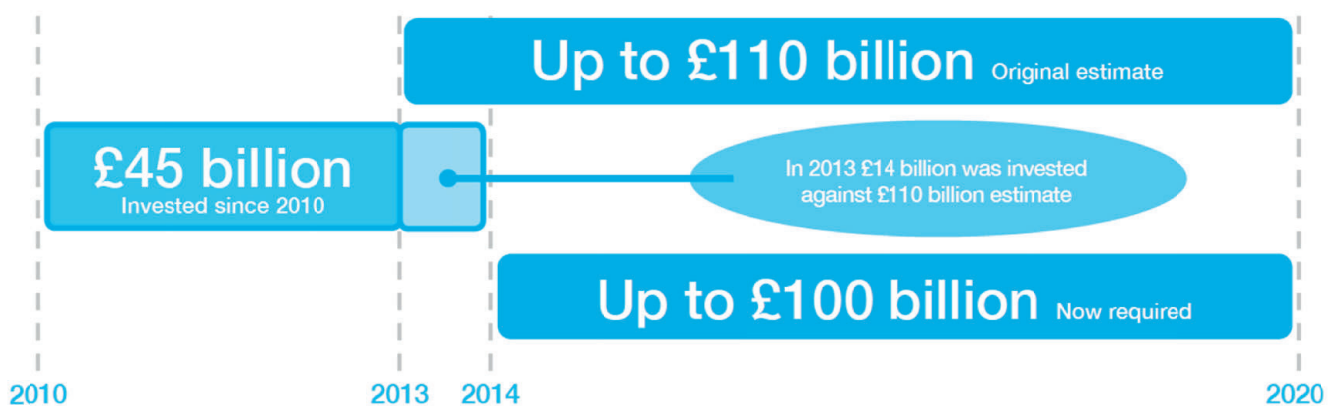 Up to £110 billion Original estimate
£45 billion
Invested since 2010
In 2013 £14 billion was invested
against £110 billion estimate
Up to £100 billion Now required
2010 2013 2014 2020